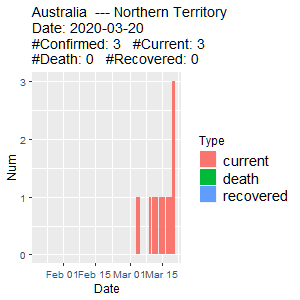 Australia --- Northern Territory
Date: 2020-03-20
#Confirmed: 3 #Current: 3
#Death: 0 #Recovered: 0
3
2
1
0
Num
Feb 01 Feb 15 Mar 01 Mar 15
Date
Type
current
death
recovered